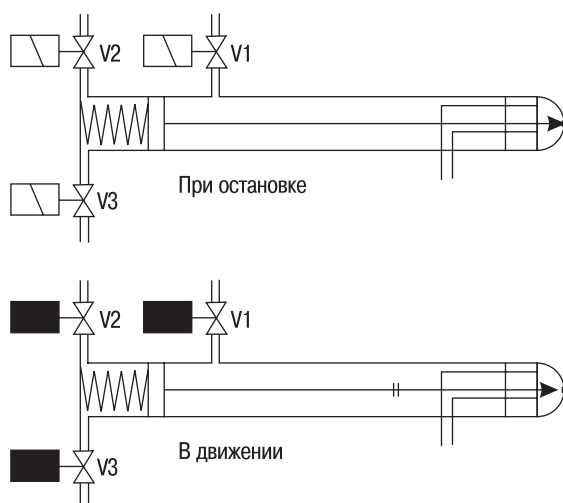 V2
V1
V3
При остановке
V2
V1
V3
В движении